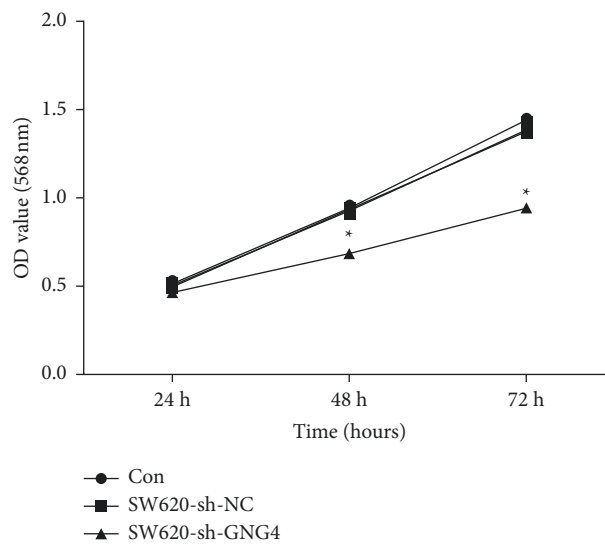 2.0
1.5
1.0
0.5
0.0
OD value (568 nm)
*
*
24 h 48 h 72 h
Time (hours)
Con
SW620-sh-NC
SW620-sh-GNG4